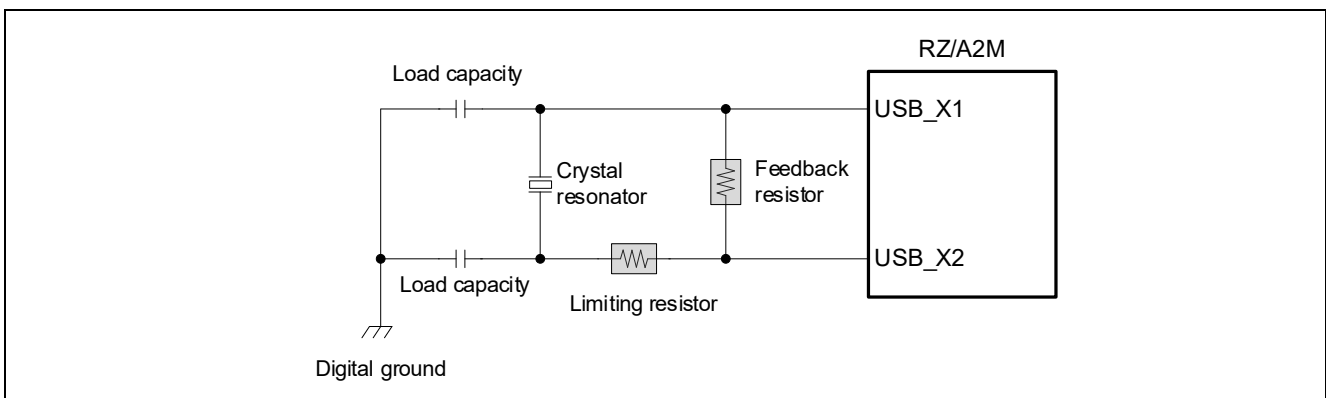 RZ/A2M
Load capacity
USB_X1
Crystal
resonator
Feedback
resistor
USB_X2
Load capacity
Limiting resistor
Digital ground